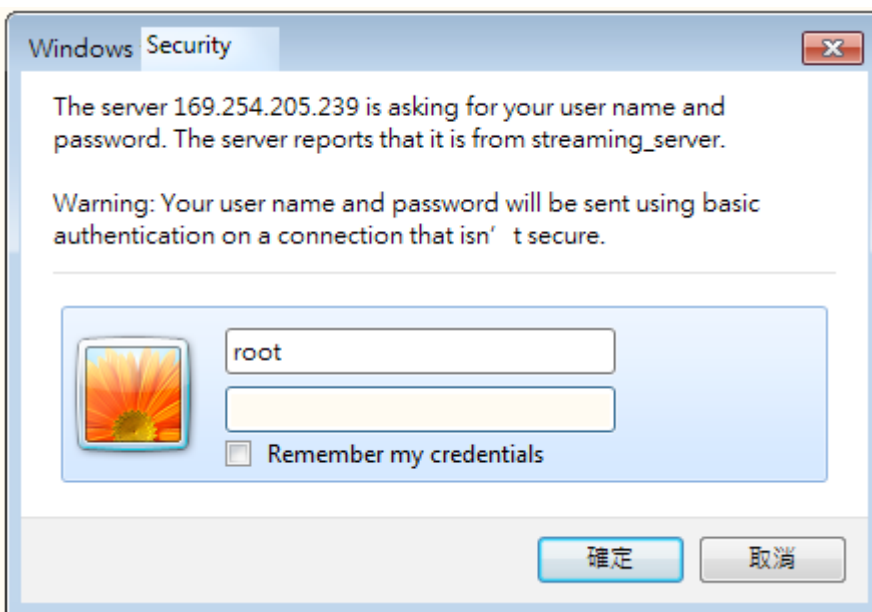 Windows Security
The server 169.254.205.239 is asking for your user name and
password. The server reports that it is from streaming_server.
Warning: Your user name and password will be sent using basic
authentication on a connection that isn’ t secure.
root
Remember my credentials
確定
取消